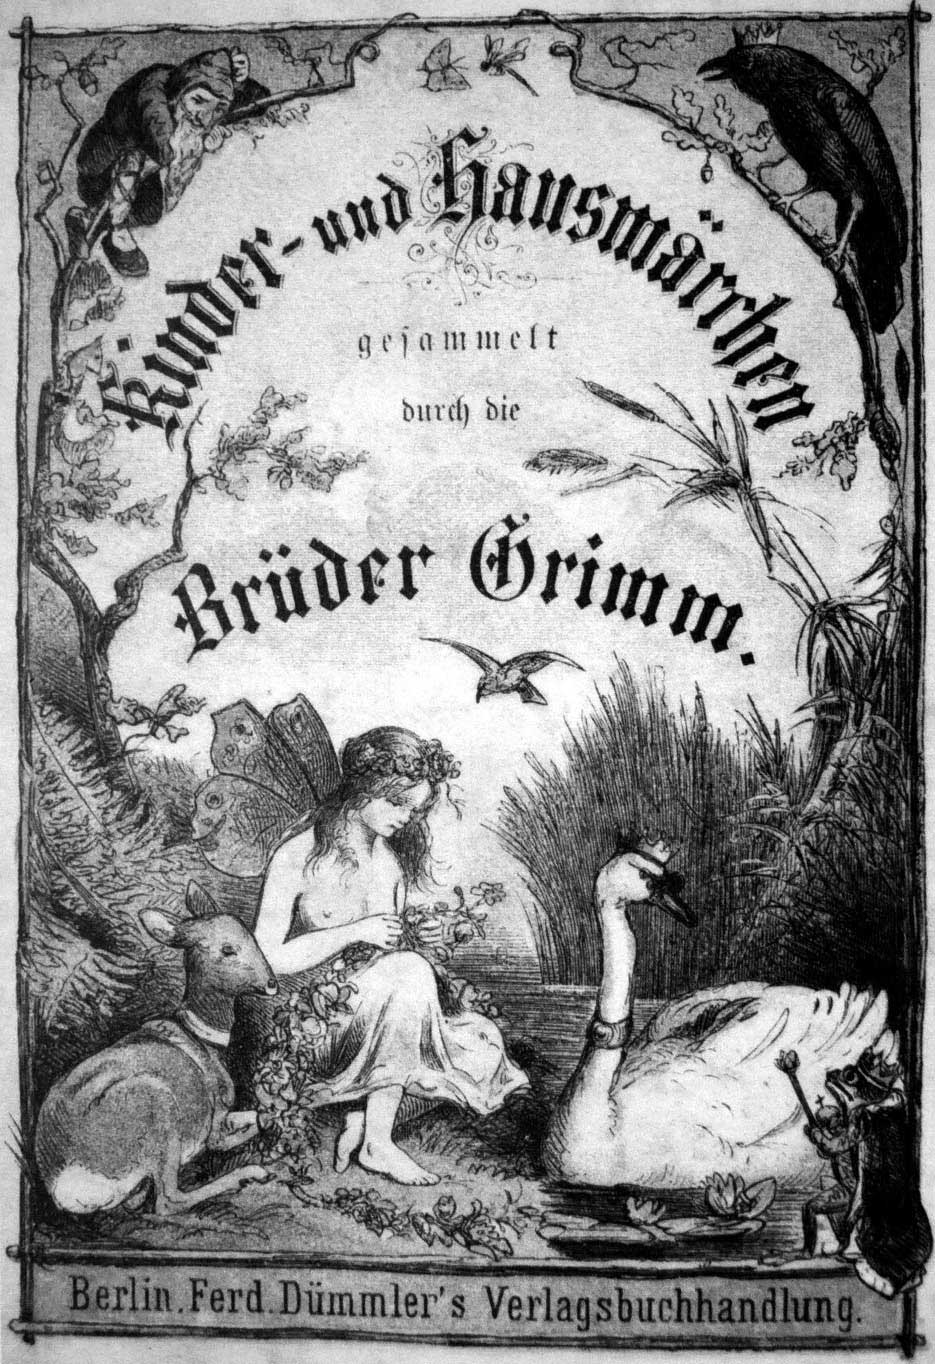 Kinder- und Hausmärchen
gesammelt
durch die
Brüder Grimm.
Berlin. Ferd. Dümmler's Verlagsbuchhandlung.